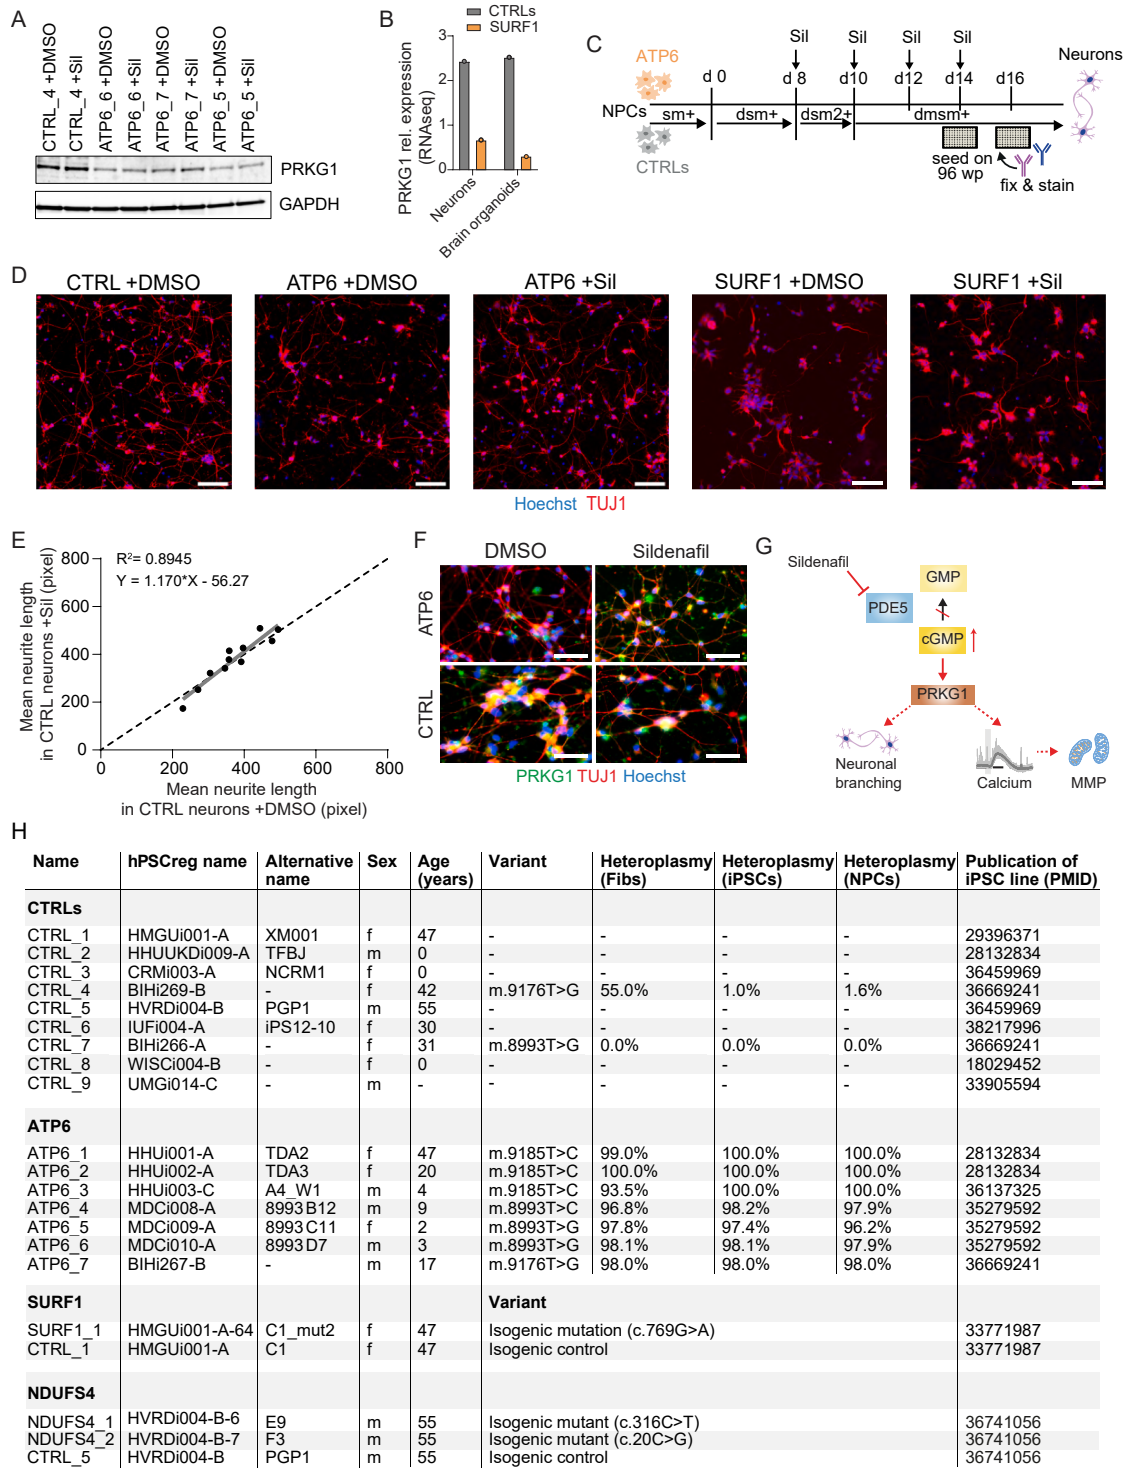 A
CTRL_4 +DMSO
CTRL_4 +Sil
ATP6_6 +DMSO
ATP6_6 +Sil
ATP6_7 +DMSO
ATP6_7 +Sil
ATP6_5 +DMSO
ATP6_5 +Sil
PRKG1
GAPDH
B
CTRLs
SURF1
PRKG1 rel. expression
(RNAseq)
3
2
1
0
Neurons
Brain organoids
C
Sil Sil Sil Sil
ATP6
d 0 d 8 d10 d12 d14 d16
Neurons
NPCs sm+ dsm+ dsm2+ dmsm+
CTRLs
seed on
96 wp
fix & stain
D
CTRL +DMSO ATP6 +DMSO ATP6 +Sil SURF1 +DMSO SURF1 +Sil
Hoechst TUJ1
E
Mean neurite length
in CTRL neurons +Sil (pixel)
R²= 0.8945
Y = 1.170*X - 56.27
800
600
400
200
0
0 200 400 600 800
Mean neurite length
in CTRL neurons +DMSO (pixel)
F
DMSO Sildenafil
ATP6
CTRL
PRKG1 TUJ1 Hoechst
G
Sildenafil
GMP
PDE5
cGMP
PRKG1
Neuronal
branching
Calcium
MMP
H
Name hPSCreg name Alternative name Sex Age (years) Variant Heteroplasmy (Fibs) Heteroplasmy (iPSCs) Heteroplasmy (NPCs) Publication of iPSC line (PMID)
CTRLs
CTRL_1 HMGUi001-A XM001 f 47 - - - - 29396371
CTRL_2 HHUUKDi009-A TFBJ m 0 - - - - 28132834
CTRL_3 CRMi003-A NCRM1 f 0 - - - - 36459969
CTRL_4 BIHi269-B - f 42 m.9176T>G 55.0% 1.0% 1.6% 36669241
CTRL_5 HVRDi004-B PGP1 m 55 - - - - 36459969
CTRL_6 IUFi004-A iPS12-10 f 30 - - - - 38217996
CTRL_7 BIHi266-A - f 31 m.8993T>G 0.0% 0.0% 0.0% 36669241
CTRL_8 WISCi004-B - f 0 - - - - 18029452
CTRL_9 UMGi014-C - m - - - - - 33905594
ATP6
ATP6_1 HHUi001-A TDA2 f 47 m.9185T>C 99.0% 100.0% 100.0% 28132834
ATP6_2 HHUi002-A TDA3 f 20 m.9185T>C 100.0% 100.0% 100.0% 28132834
ATP6_3 HHUi003-C A4_W1 m 4 m.9185T>C 93.5% 100.0% 100.0% 36137325
ATP6_4 MDCi008-A 8993B12 m 9 m.8993T>C 96.8% 98.2% 97.9% 35279592
ATP6_5 MDCi009-A 8993C11 f 2 m.8993T>G 97.8% 97.4% 96.2% 35279592
ATP6_6 MDCi010-A 8993D7 m 3 m.8993T>G 98.1% 98.1% 97.9% 35279592
ATP6_7 BIHi267-B - m 17 m.9176T>G 98.0% 98.0% 98.0% 36669241
SURF1 Variant
SURF1_1 HMGUi001-A-64 C1_mut2 f 47 Isogenic mutation (c.769G>A) 33771987
CTRL_1 HMGUi001-A C1 f 47 Isogenic control 33771987
NDUFS4
NDUFS4_1 HVRDi004-B-6 E9 m 55 Isogenic mutant (c.316C>T) 36741056
NDUFS4_2 HVRDi004-B-7 F3 m 55 Isogenic mutant (c.20C>G) 36741056
CTRL_5 HVRDi004-B PGP1 m 55 Isogenic control 36741056